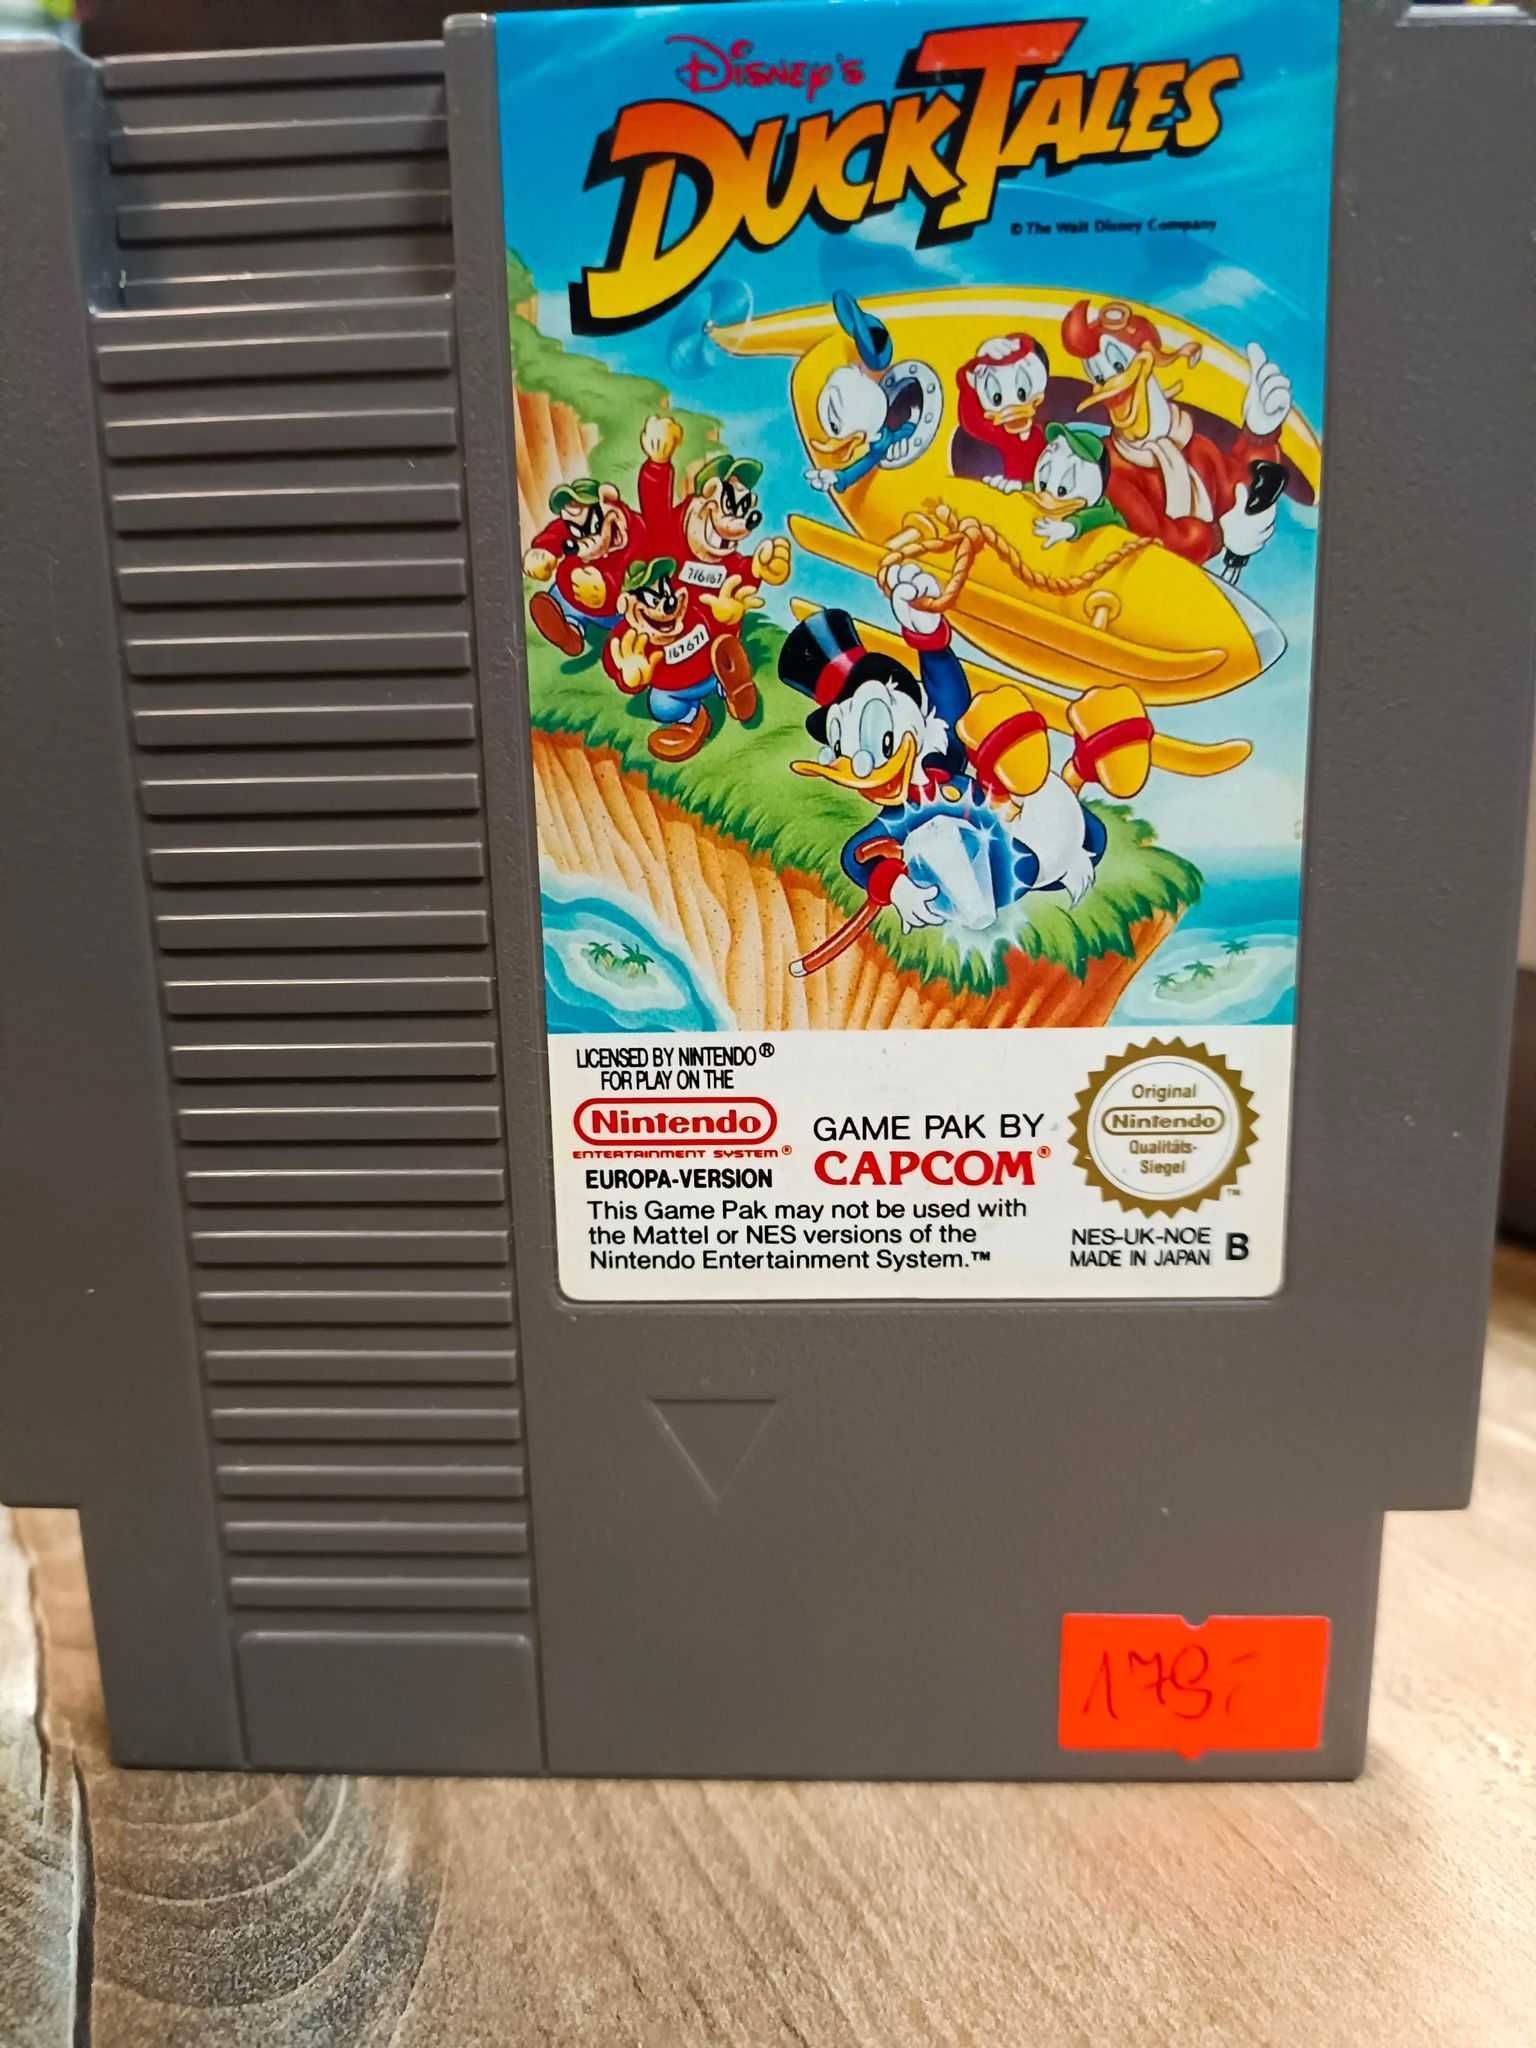 Disney's
DUCKTALES
© The Walt Disney Company
716167
167671
LICENSED BY NINTENDO®
FOR PLAY ON THE
Nintendo
ENTERTAINMENT SYSTEM®
EUROPA-VERSION
GAME PAK BY
CAPCOM®
This Game Pak may not be used with
the Mattel or NES versions of the
Nintendo Entertainment System.™
Original
Nintendo
Qualitäts-
Siegel
™
NES-UK-NOE
MADE IN JAPAN B
179,-